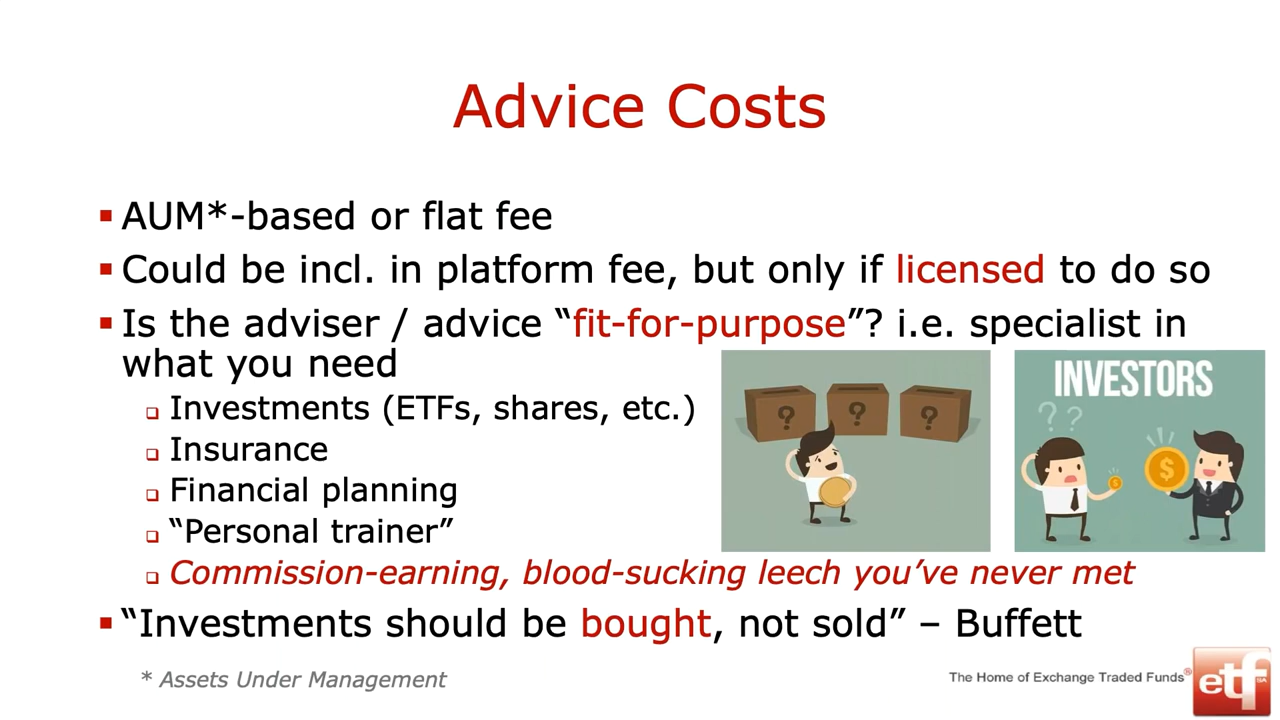 Advice Costs
AUM*-based or flat fee
Could be incl. in platform fee, but only if licensed to do so
Is the adviser / advice “fit-for-purpose”? i.e. specialist in
what you need
Investments (ETFs, shares, etc.)
Insurance
Financial planning
“Personal trainer”
Commission-earning, blood-sucking leech you’ve never met
? ? ?
INVESTORS
??
$ $
“Investments should be bought, not sold” – Buffett
* Assets Under Management
The Home of Exchange Traded Funds®
etf
SA